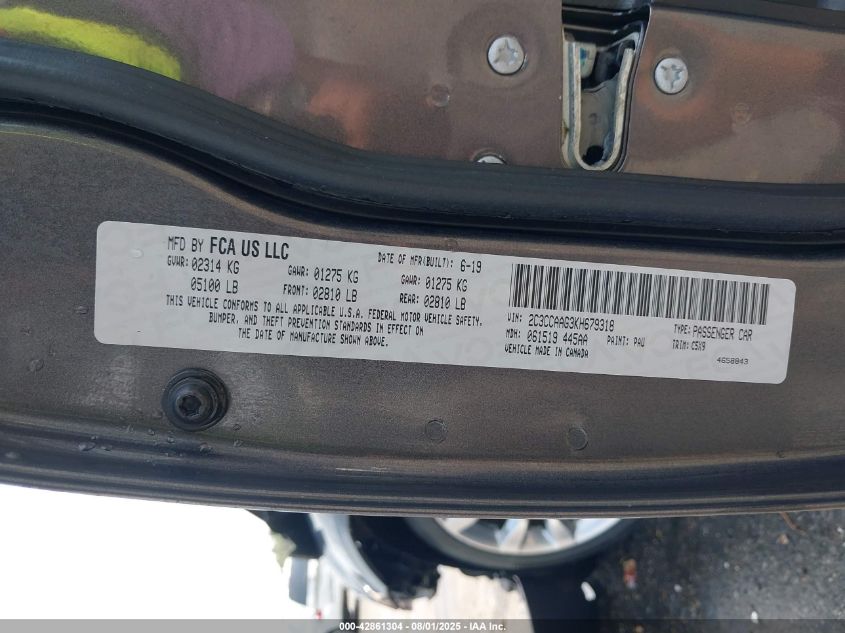 MFD BY FCA US LLC
DATE OF MFR(BUILT): 6-19
GVWR: 02314 KG GAWR: 01275 KG GAWR: 01275 KG
05100 LB FRONT: 02810 LB REAR: 02810 LB
THIS VEHICLE CONFORMS TO ALL APPLICABLE U.S.A. FEDERAL MOTOR VEHICLE SAFETY,
BUMPER, AND THEFT PREVENTION STANDARDS IN EFFECT ON
THE DATE OF MANUFACTURE SHOWN ABOVE.
VIN: 2C3CCAAG3KH679318 TYPE: PASSENGER CAR
MDH: 061519 445AA PAINT: PAU TRIM: C5X9
VEHICLE MADE IN CANADA 4658843
000-42861304 - 08/01/2025 - IAA Inc.